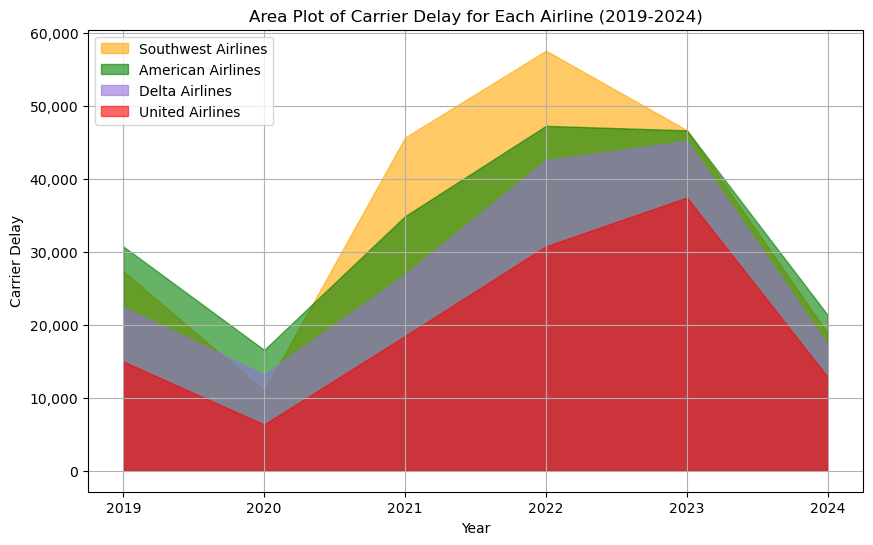 Area Plot of Carrier Delay for Each Airline (2019-2024)
60,000
50,000
40,000
30,000
20,000
10,000
0
Carrier Delay
Southwest Airlines
American Airlines
Delta Airlines
United Airlines
2019 2020 2021 2022 2023 2024
Year